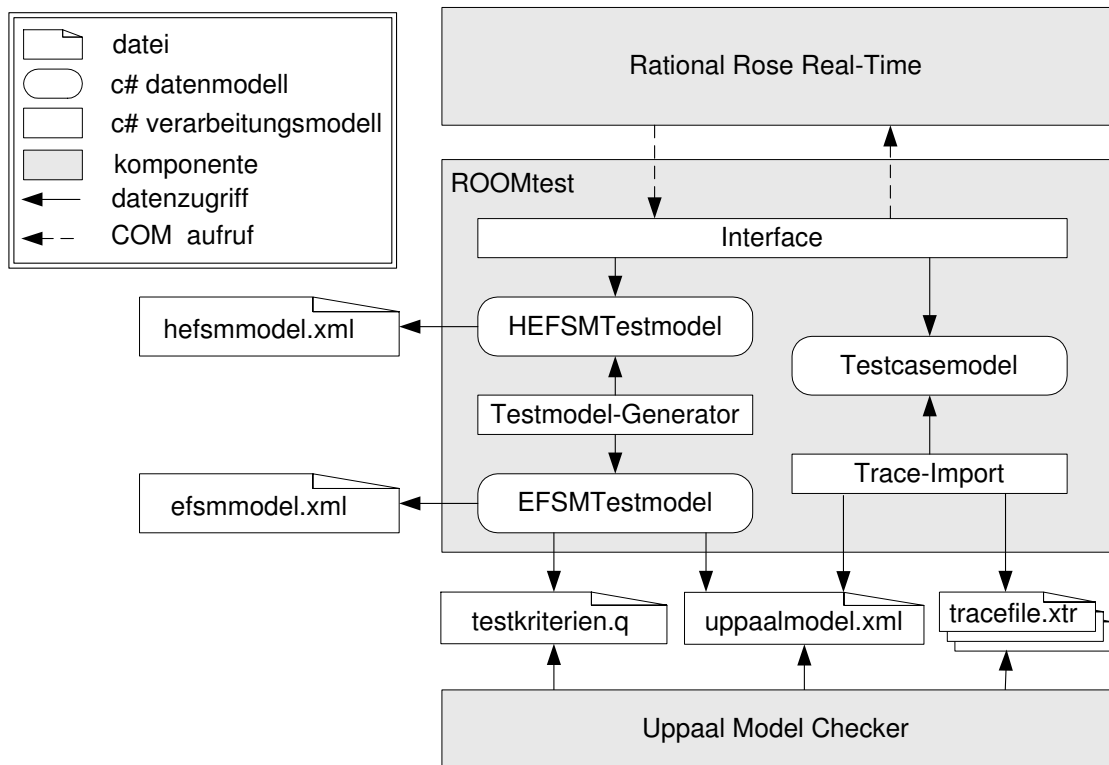 datei
c# datenmodell
c# verarbeitungsmodell
komponente
datenzugriff
COM aufruf
Rational Rose Real-Time
ROOMtest
Interface
hefsmmodel.xml
HEFSMTestmodel
Testcasemodel
Testmodel-Generator
Trace-Import
efsmmodel.xml
EFSMTestmodel
testkriterien.q
uppaalmodel.xml
tracefile.xtr
Uppaal Model Checker